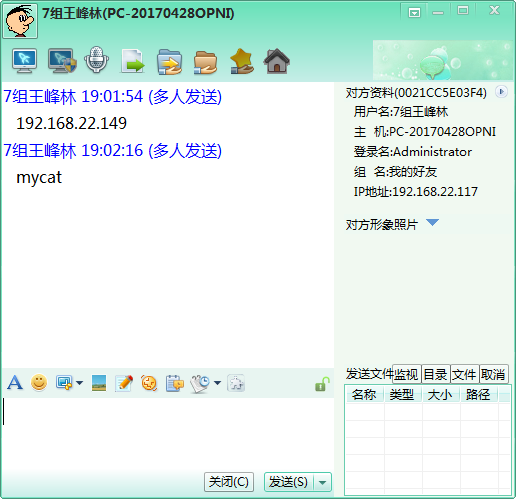 7组王峰林(PC-20170428OPNI)
7组王峰林 19:01:54 (多人发送)
192.168.22.149
7组王峰林 19:02:16 (多人发送)
mycat
对方资料(0021CC5E03F4)
用户名:7组王峰林
主 机:PC-20170428OPNI
登录名:Administrator
组 名:我的好友
IP地址:192.168.22.117
对方形象照片
发送文件 监视 目录 文件 取消
名称 类型 大小 路径
关闭(C) 发送(S)